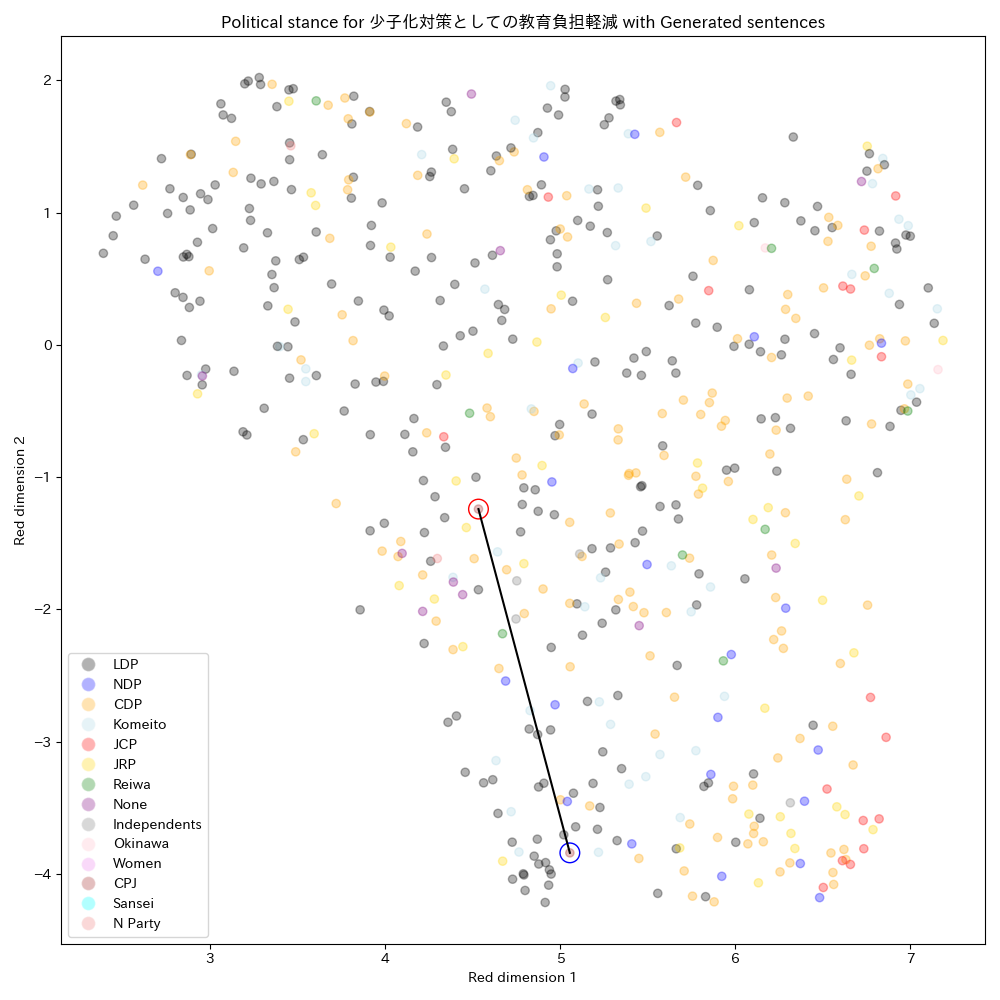 Political stance for 少子化対策としての教育負担軽減 with Generated sentences
Red dimension 2
2
1
0
−1
−2
−3
−4
LDP
NDP
CDP
Komeito
JCP
JRP
Reiwa
None
Independents
Okinawa
Women
CPJ
Sansei
N Party
3 4 5 6 7
Red dimension 1